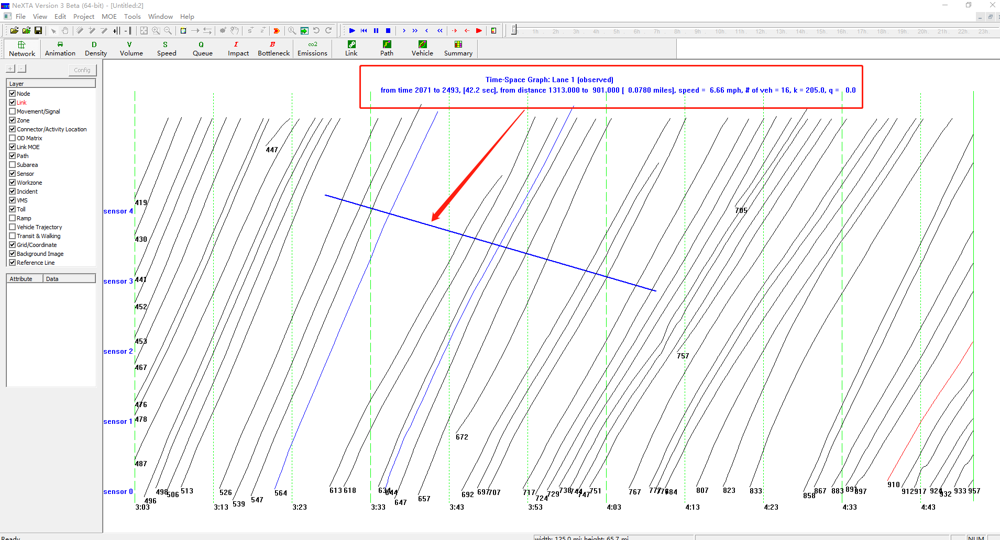 NeXTA Version 3 Beta (64-bit) - [Untitled:2]
File View Edit Project MOE Tools Window Help
1h. 2h. 3h. 4h. 5h. 6h. 7h. 8h. 9h. 10h. 11h. 12h. 13h. 14h. 15h. 16h. 17h. 18h. 19h. 20h. 21h. 22h. 23h.
Network Animation Density Volume Speed Queue Impact Bottleneck Emissions Link Path Vehicle Summary
D V S Q I B co2
+ - Config
Layer
Node
Link
Movement/Signal
Zone
Connector/Activity Location
OD Matrix
Link MOE
Path
Subarea
Sensor
Workzone
Incident
VMS
Toll
Ramp
Vehicle Trajectory
Transit & Walking
Grid/Coordinate
Background Image
Reference Line
Attribute Data
Time-Space Graph: Lane 1 (observed)
from time 2071 to 2493, [42.2 sec], from distance 1313.000 to 901.000 [ 0.0780 miles], speed = 6.66 mph, # of veh = 16, k = 205.0, q = 0.0
447
419
sensor 4
705
430
sensor 3
441
452
453
sensor 2
757
467
476
478
sensor 1
672
487
sensor 0
496 498 506 513 526 539 547 564 613 618 634 644 647 657 692 697 707 717 724 729 738 744 747 751 767 777 776 784 807 823 833 858 867 883 891 897 910 912 917 924 932 933 957
3:03 3:13 3:23 3:33 3:43 3:53 4:03 4:13 4:23 4:33 4:43
Ready
width: 125.0 mi; height: 65.7 mi
NUM